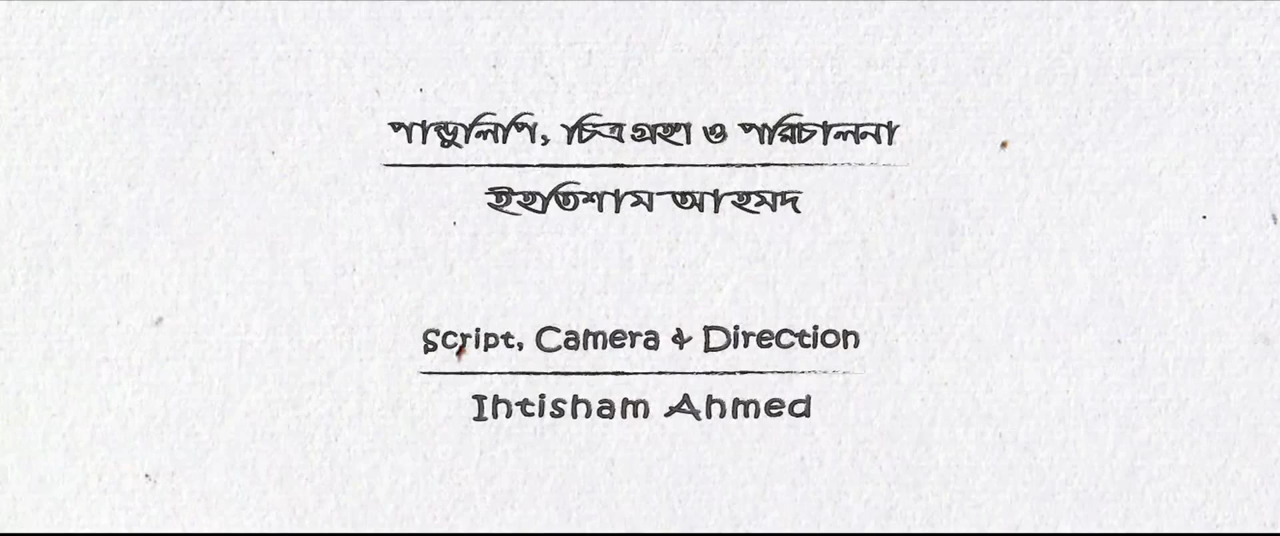 পান্ডুলিপি, চিত্রগ্রহণ ও পরিচালনা
ইহতিশাম আহমদ
Script, Camera & Direction
Ihtisham Ahmed